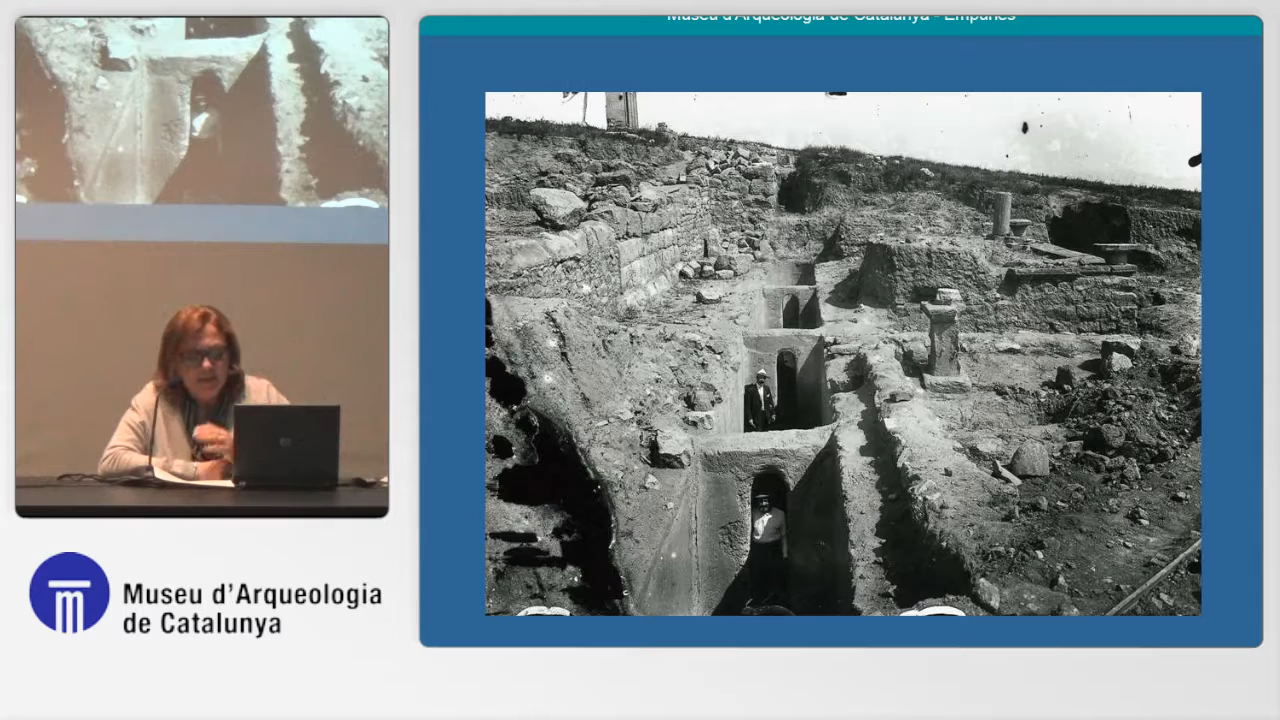 Museu d'Arqueologia de Catalunya - Empúries
Museu d'Arqueologia
de Catalunya